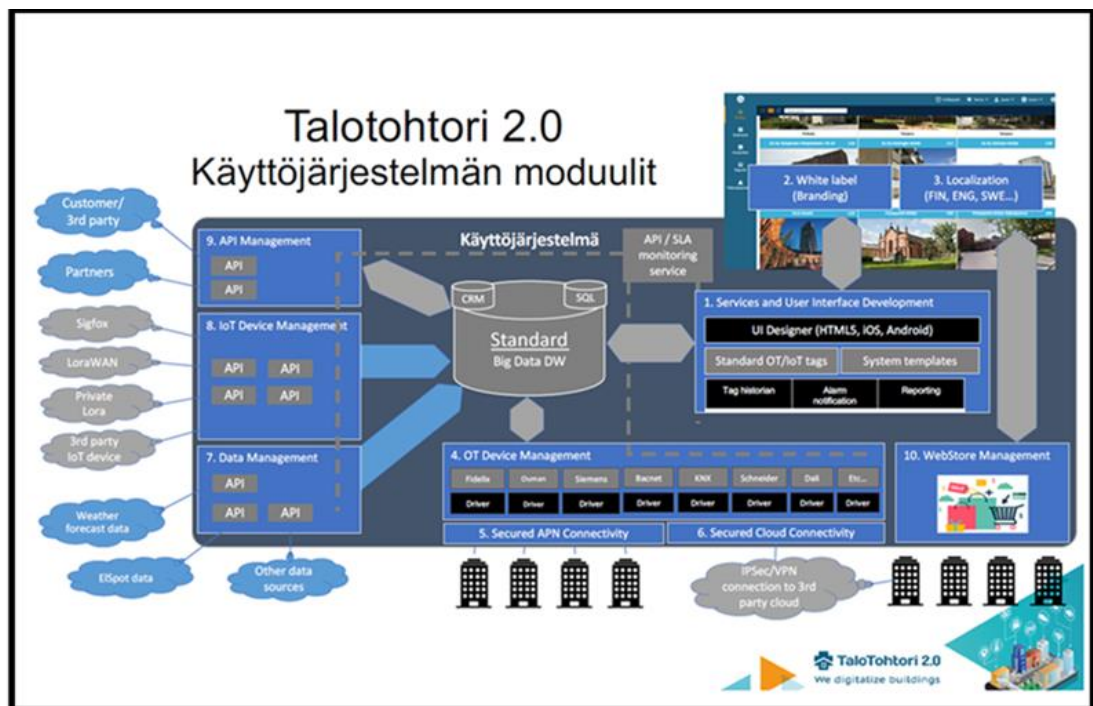 Talotohtori 2.0
Käyttöjärjestelmän moduulit
2. White label
(Branding)
3. Localization
(FIN, ENG, SWE...)
Customer/
3rd party
Partners
Sigfox
LoraWAN
Private
Lora
3rd party
IoT device
Weather
forecast data
ElSpot data
Other data
sources
9. API Management
API
API
8. IoT Device Management
API API
API API
7. Data Management
API
API API
Käyttöjärjestelmä
API / SLA
monitoring
service
CRM SQL
Standard
Big Data DW
1. Services and User Interface Development
UI Designer (HTML5, iOS, Android)
Standard OT/IoT tags System templates
Tag historian Alarm
notification Reporting
4. OT Device Management
Fidelix Ouman Siemens Bacnet KNX Schneider Dali Etc...
Driver Driver Driver Driver Driver Driver Driver Driver
5. Secured APN Connectivity
6. Secured Cloud Connectivity
10. WebStore Management
IPSec/VPN
connection to 3rd
party cloud
TaloTohtori 2.0
We digitalize buildings